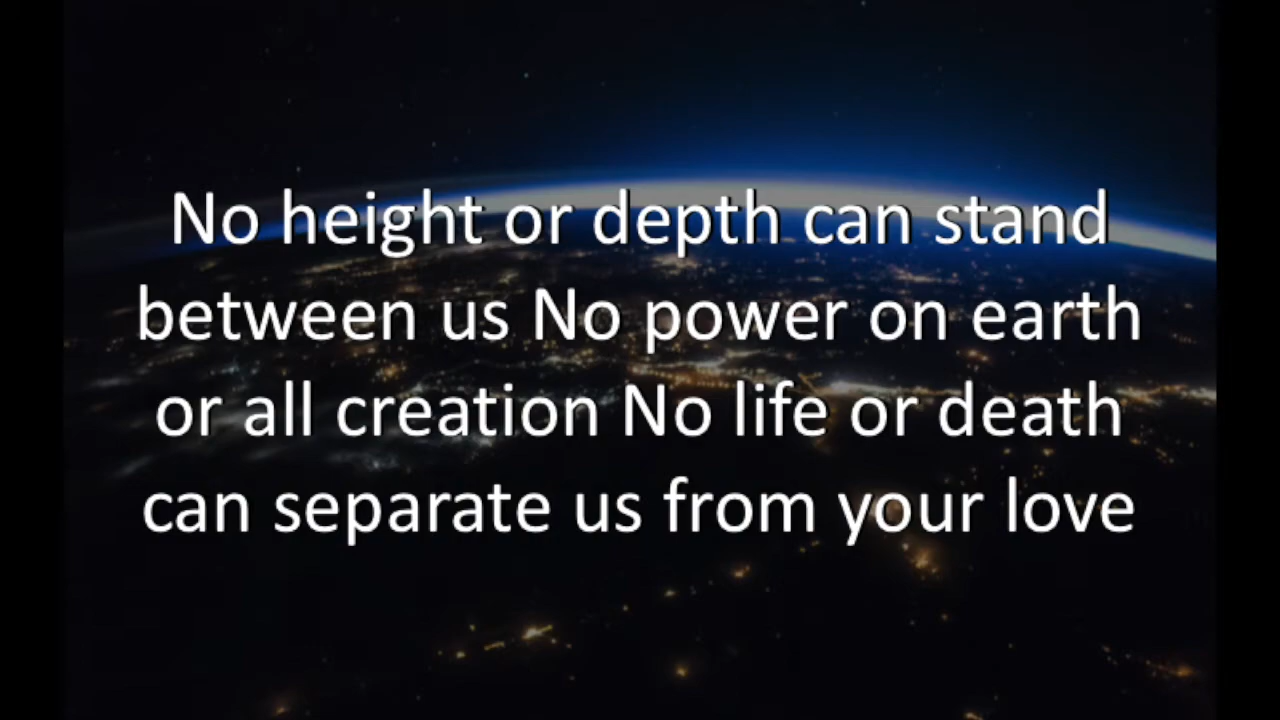 No height or depth can stand
between us No power on earth
or all creation No life or death
can separate us from your love